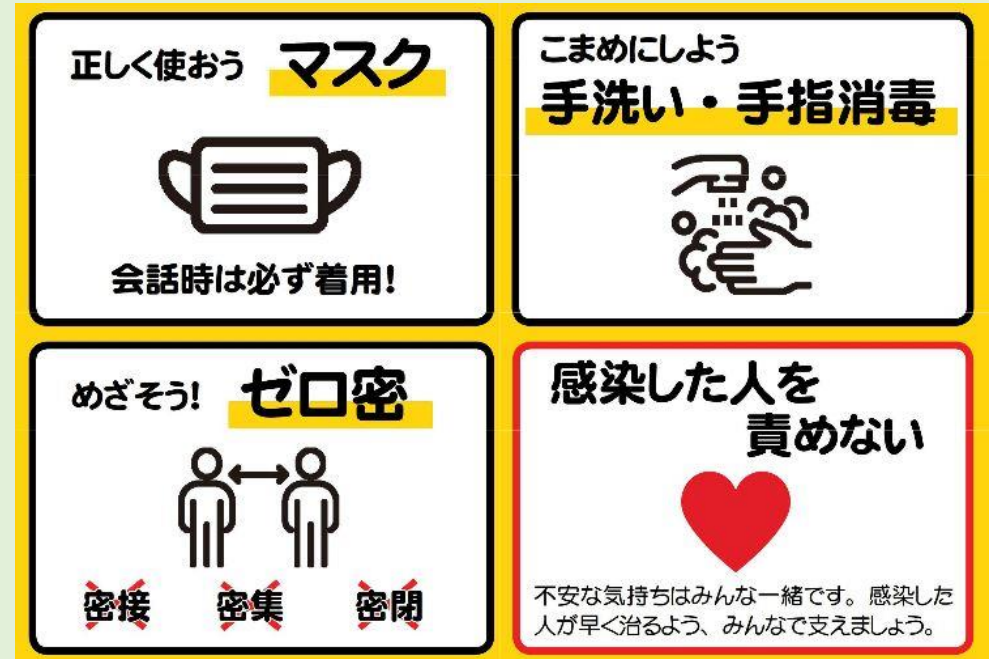 正しく使おう マスク
会話時は必ず着用!
こまめにしよう
手洗い・手指消毒
めざそう! ゼロ密
密接 密集 密閉
感染した人を
責めない
不安な気持ちはみんな一緒です。感染した
人が早く治るよう、みんなで支えましょう。